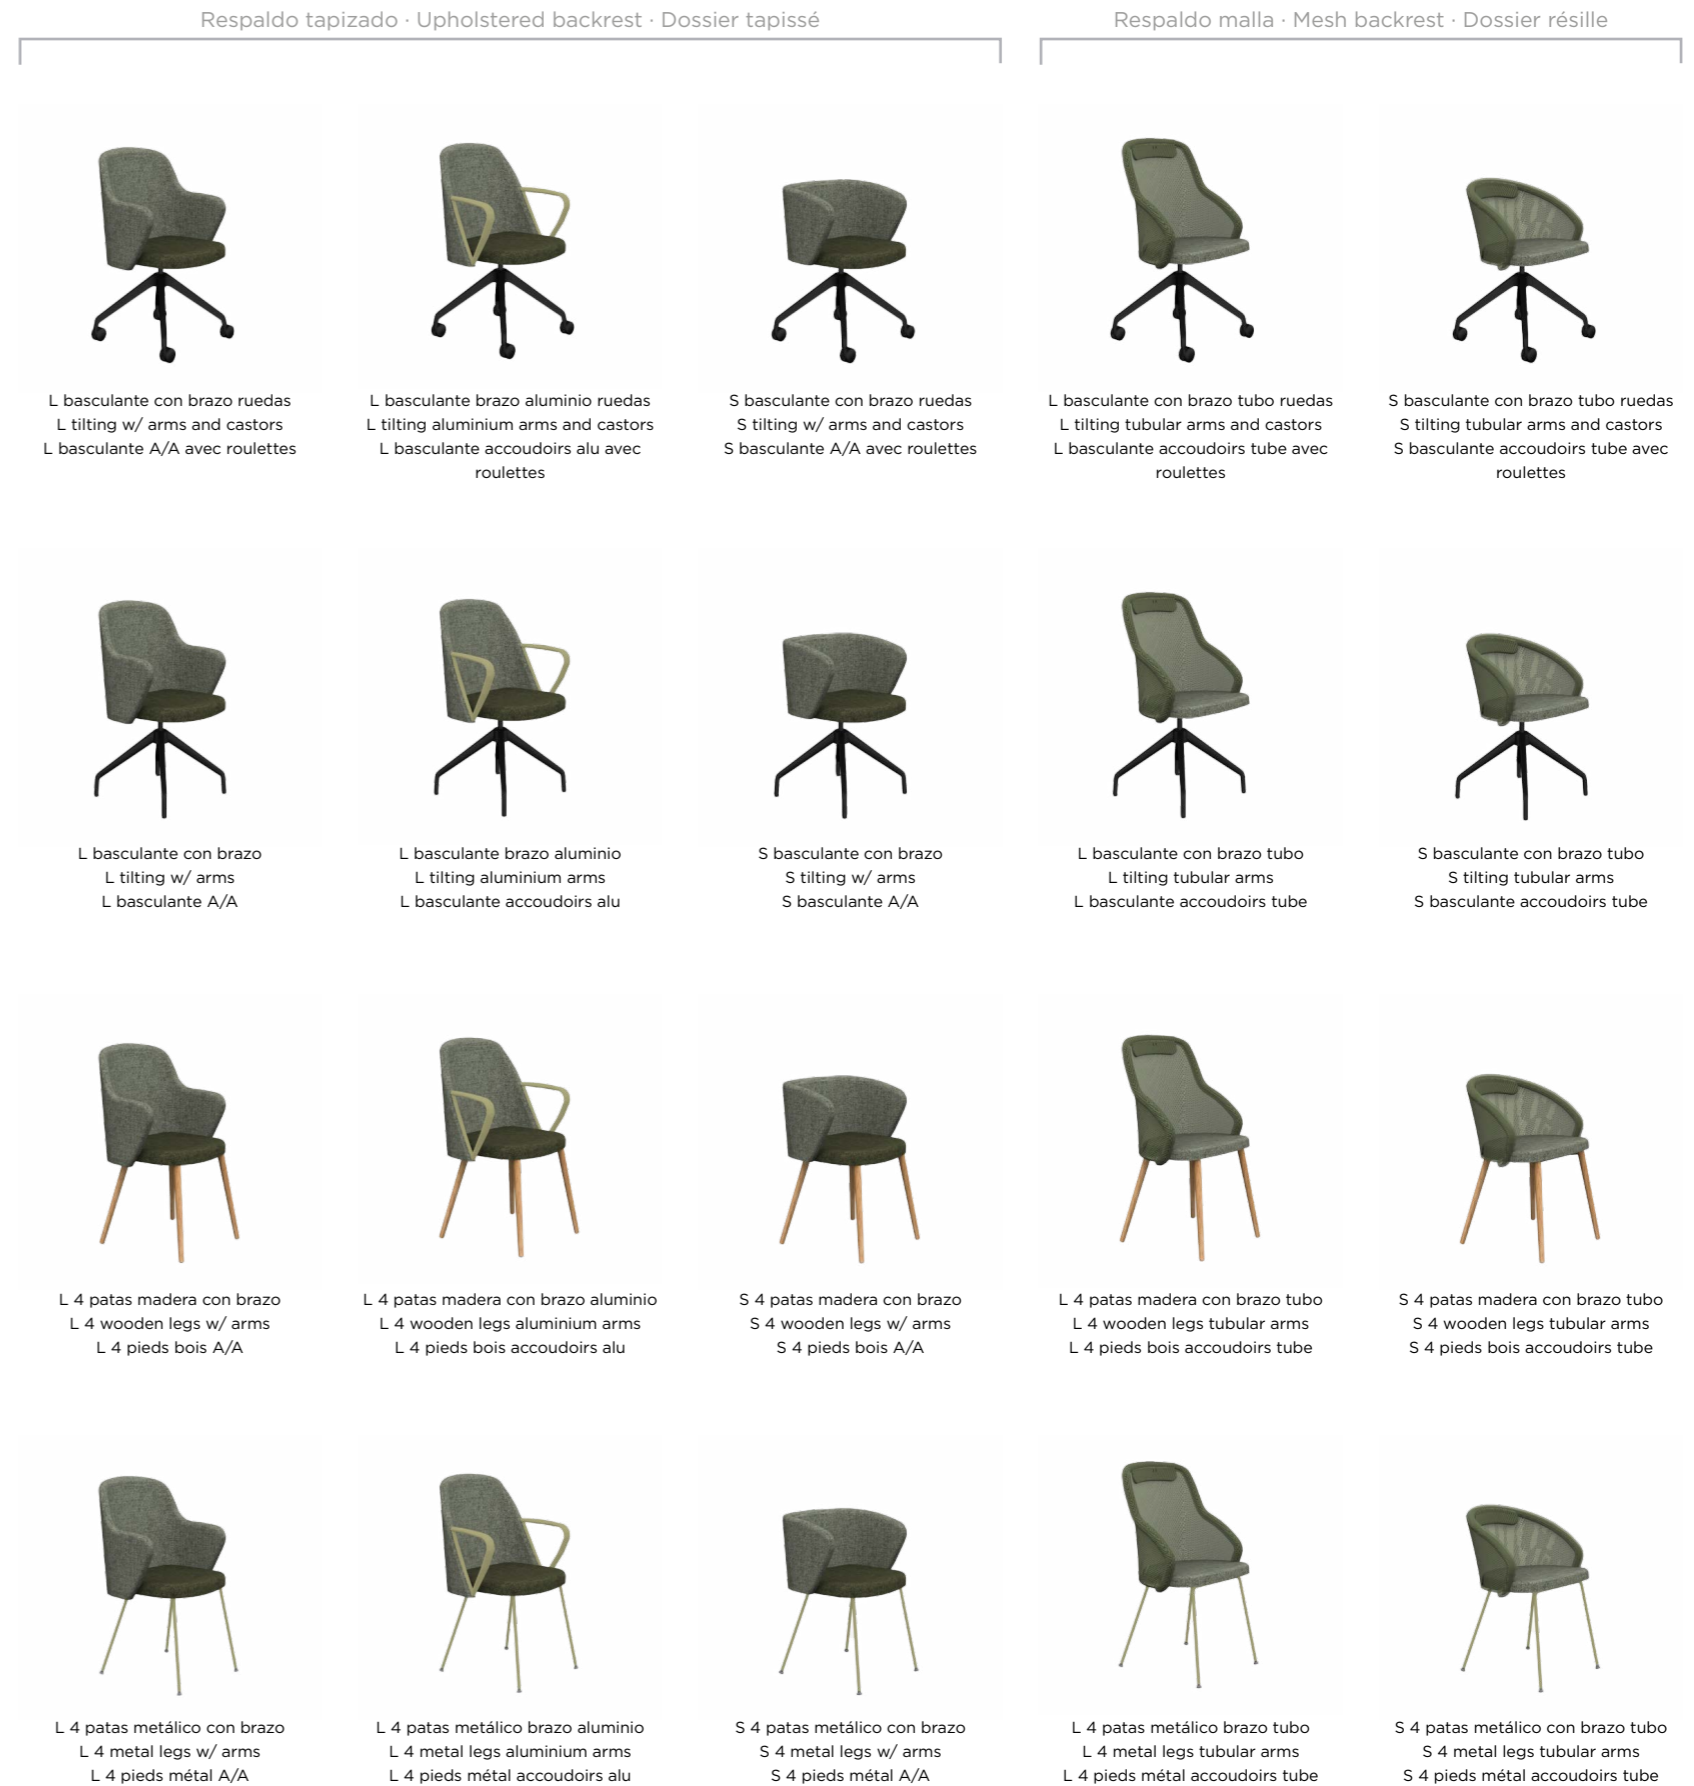 Respaldo tapizado · Upholstered backrest · Dossier tapissé
Respaldo malla · Mesh backrest · Dossier résille
L basculante con brazo ruedas
L tilting w/ arms and castors
L basculante A/A avec roulettes
L basculante brazo aluminio ruedas
L tilting aluminium arms and castors
L basculante accoudoirs alu avec
roulettes
S basculante con brazo ruedas
S tilting w/ arms and castors
S basculante A/A avec roulettes
L basculante con brazo tubo ruedas
L tilting tubular arms and castors
L basculante accoudoirs tube avec
roulettes
S basculante con brazo tubo ruedas
S tilting tubular arms and castors
S basculante accoudoirs tube avec
roulettes
L basculante con brazo
L tilting w/ arms
L basculante A/A
L basculante brazo aluminio
L tilting aluminium arms
L basculante accoudoirs alu
S basculante con brazo
S tilting w/ arms
S basculante A/A
L basculante con brazo tubo
L tilting tubular arms
L basculante accoudoirs tube
S basculante con brazo tubo
S tilting tubular arms
S basculante accoudoirs tube
L 4 patas madera con brazo
L 4 wooden legs w/ arms
L 4 pieds bois A/A
L 4 patas madera con brazo aluminio
L 4 wooden legs aluminium arms
L 4 pieds bois accoudoirs alu
S 4 patas madera con brazo
S 4 wooden legs w/ arms
S 4 pieds bois A/A
L 4 patas madera con brazo tubo
L 4 wooden legs tubular arms
L 4 pieds bois accoudoirs tube
S 4 patas madera con brazo tubo
S 4 wooden legs tubular arms
S 4 pieds bois accoudoirs tube
L 4 patas metálico con brazo
L 4 metal legs w/ arms
L 4 pieds métal A/A
L 4 patas metálico brazo aluminio
L 4 metal legs aluminium arms
L 4 pieds métal accoudoirs alu
S 4 patas metálico con brazo
S 4 metal legs w/ arms
S 4 pieds métal A/A
L 4 patas metálico brazo tubo
L 4 metal legs tubular arms
L 4 pieds métal accoudoirs tube
S 4 patas metálico con brazo tubo
S 4 metal legs tubular arms
S 4 pieds métal accoudoirs tube